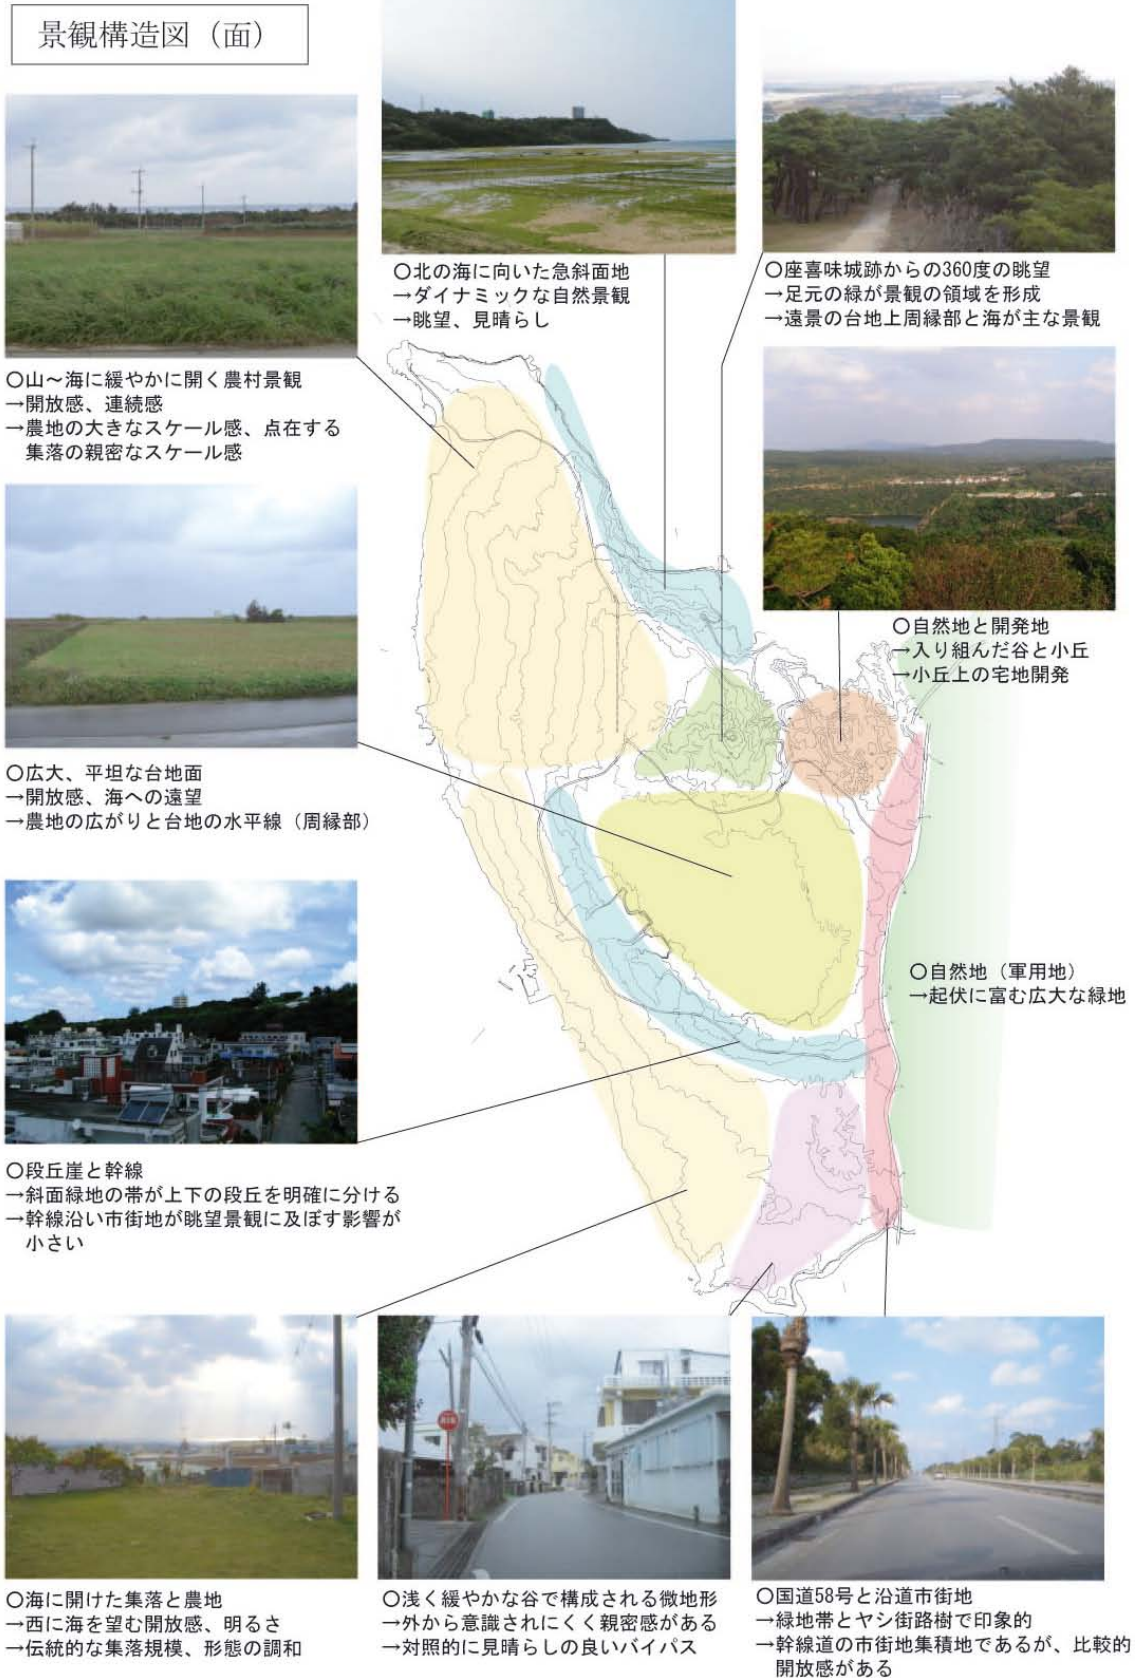 景観構造図（面）
○北の海に向いた急斜面地
→ダイナミックな自然景観
→眺望、見晴らし
○座喜味城跡からの360度の眺望
→足元の緑が景観の領域を形成
→遠景の台地上周縁部と海が主な景観
○山～海に緩やかに開く農村景観
→開放感、連続感
→農地の大きなスケール感、点在する
集落の親密なスケール感
○自然地と開発地
→入り組んだ谷と小丘
→小丘上の宅地開発
○広大、平坦な台地面
→開放感、海への遠望
→農地の広がりと台地の水平線（周縁部）
○自然地（軍用地）
→起伏に富む広大な緑地
○段丘崖と幹線
→斜面緑地の帯が上下の段丘を明確に分ける
→幹線沿い市街地が眺望景観に及ぼす影響が
小さい
○海に開けた集落と農地
→西に海を望む開放感、明るさ
→伝統的な集落規模、形態の調和
○浅く緩やかな谷で構成される微地形
→外から意識されにくく親密感がある
→対照的に見晴らしの良いバイパス
○国道58号と沿道市街地
→緑地帯とヤシ街路樹で印象的
→幹線道の市街地集積地であるが、比較的
開放感がある